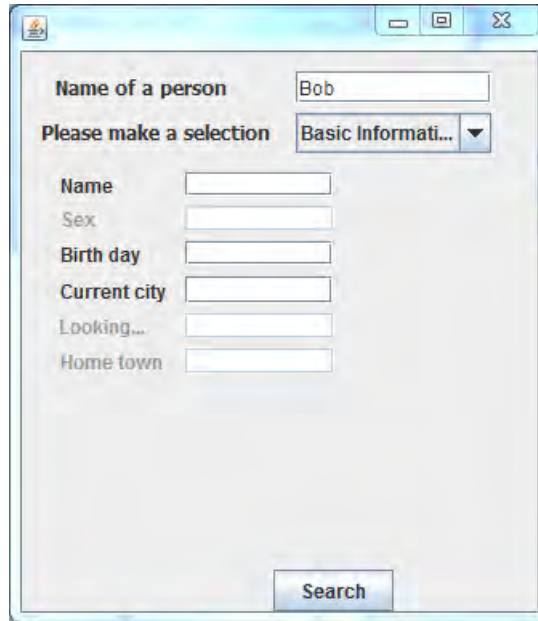 Name of a person Bob
Please make a selection Basic Informati...
Name
Sex
Birth day
Current city
Looking...
Home town
Search